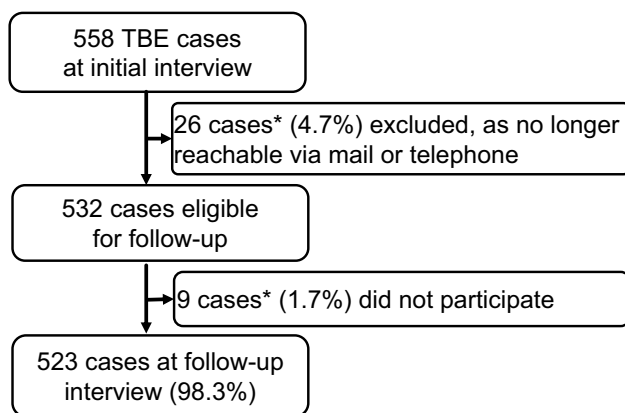 558 TBE cases
at initial interview
26 cases* (4.7%) excluded, as no longer
reachable via mail or telephone
532 cases eligible
for follow-up
9 cases* (1.7%) did not participate
523 cases at follow-up
interview (98.3%)